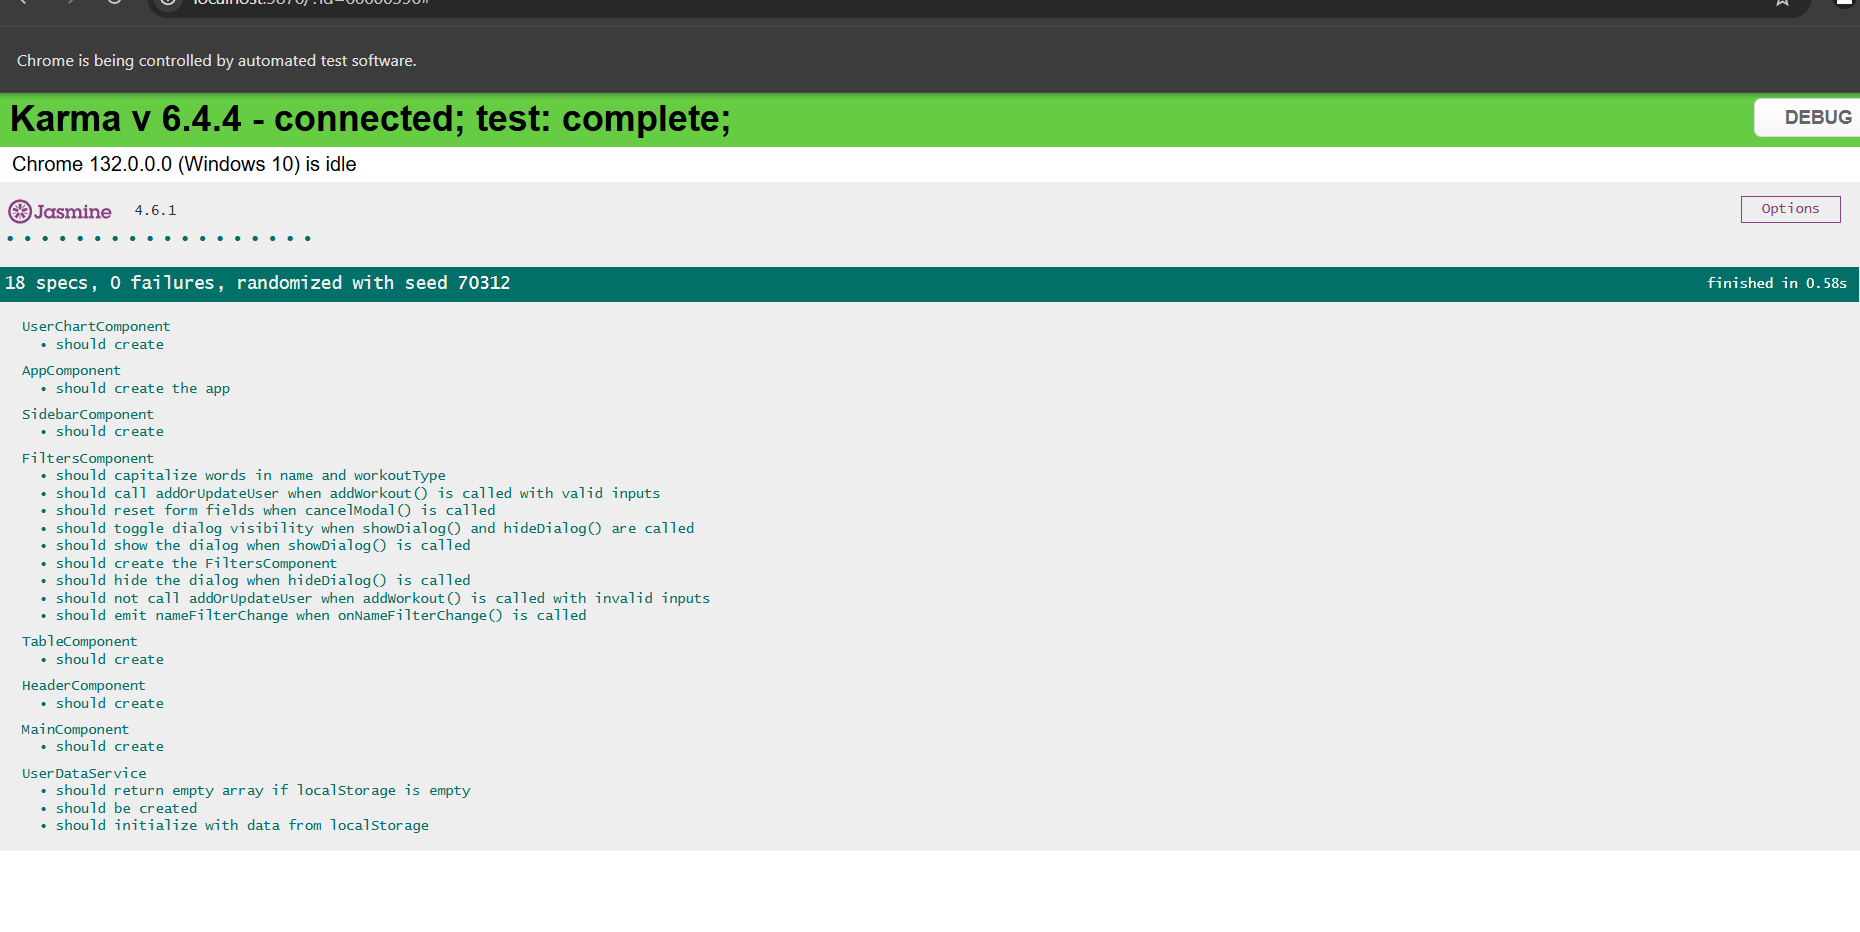 Chrome is being controlled by automated test software.
Karma v 6.4.4 - connected; test: complete;
DEBUG
Chrome 132.0.0.0 (Windows 10) is idle
Jasmine 4.6.1
Options
18 specs, 0 failures, randomized with seed 70312
finished in 0.58s
UserChartComponent
• should create
AppComponent
• should create the app
SidebarComponent
• should create
FiltersComponent
• should capitalize words in name and workoutType
• should call addOrUpdateUser when addWorkout() is called with valid inputs
• should reset form fields when cancelModal() is called
• should toggle dialog visibility when showDialog() and hideDialog() are called
• should show the dialog when showDialog() is called
• should create the FiltersComponent
• should hide the dialog when hideDialog() is called
• should not call addOrUpdateUser when addWorkout() is called with invalid inputs
• should emit nameFilterChange when onNameFilterChange() is called
TableComponent
• should create
HeaderComponent
• should create
MainComponent
• should create
UserDataService
• should return empty array if localStorage is empty
• should be created
• should initialize with data from localStorage